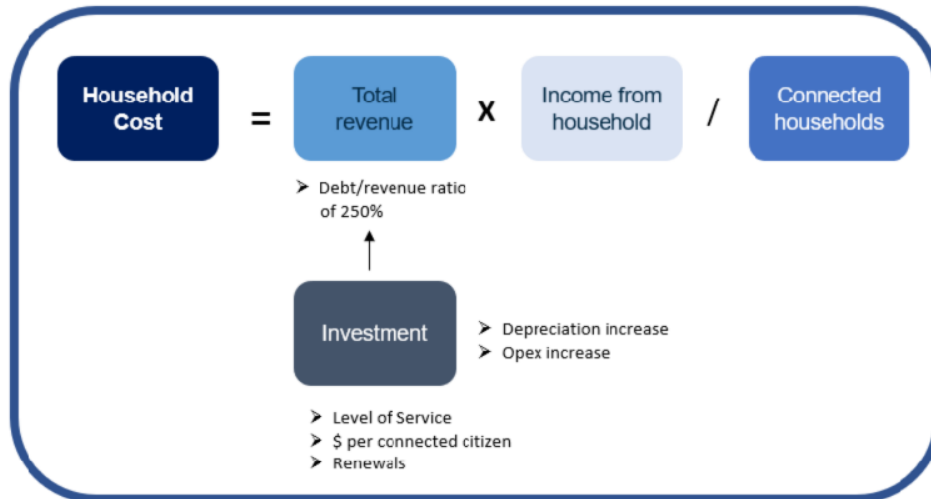 Household
Cost
=
Total
revenue
x
Income from
household
/
Connected
households
➤ Debt/revenue ratio
of 250%
Investment
➤ Depreciation increase
➤ Opex increase
➤ Level of Service
➤ $ per connected citizen
➤ Renewals